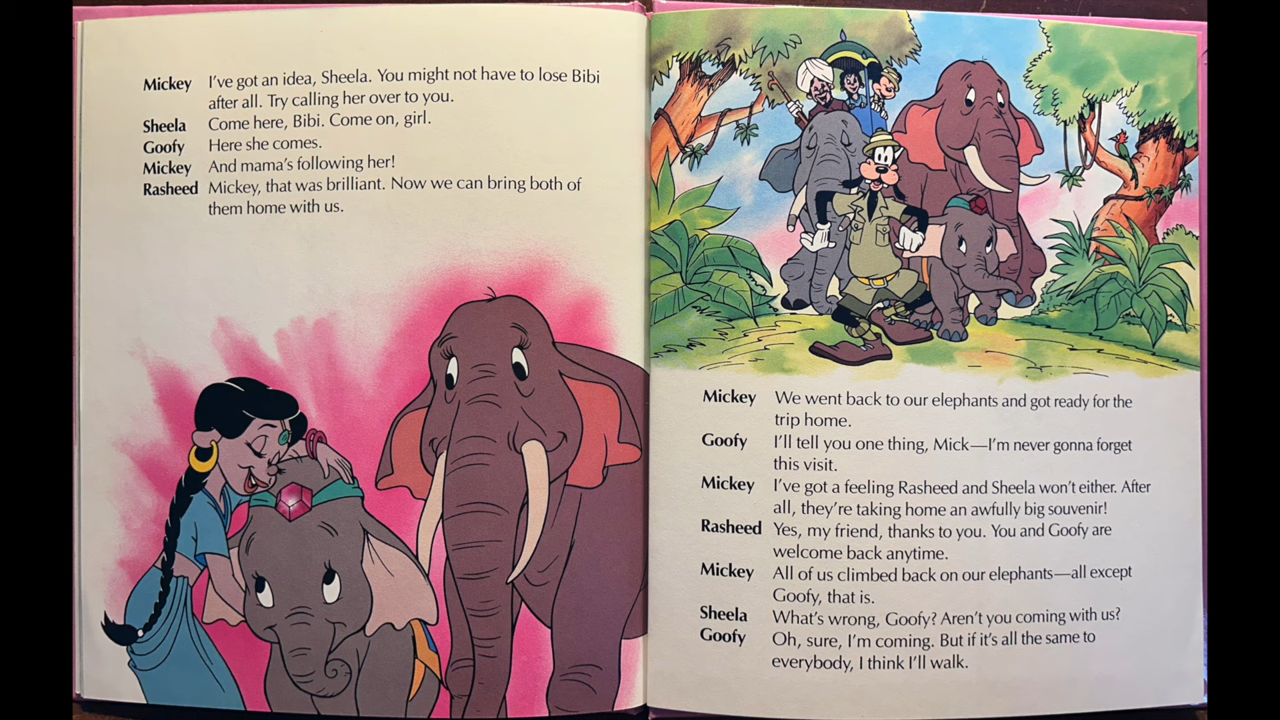 Mickey I've got an idea, Sheela. You might not have to lose Bibi
after all. Try calling her over to you.
Sheela Come here, Bibi. Come on, girl.
Goofy Here she comes.
Mickey And mama's following her!
Rasheed Mickey, that was brilliant. Now we can bring both of
them home with us.
Mickey We went back to our elephants and got ready for the
trip home.
Goofy I'll tell you one thing, Mick—I'm never gonna forget
this visit.
Mickey I've got a feeling Rasheed and Sheela won't either. After
all, they're taking home an awfully big souvenir!
Rasheed Yes, my friend, thanks to you. You and Goofy are
welcome back anytime.
Mickey All of us climbed back on our elephants—all except
Goofy, that is.
Sheela What's wrong, Goofy? Aren't you coming with us?
Goofy Oh, sure, I'm coming. But if it's all the same to
everybody, I think I'll walk.